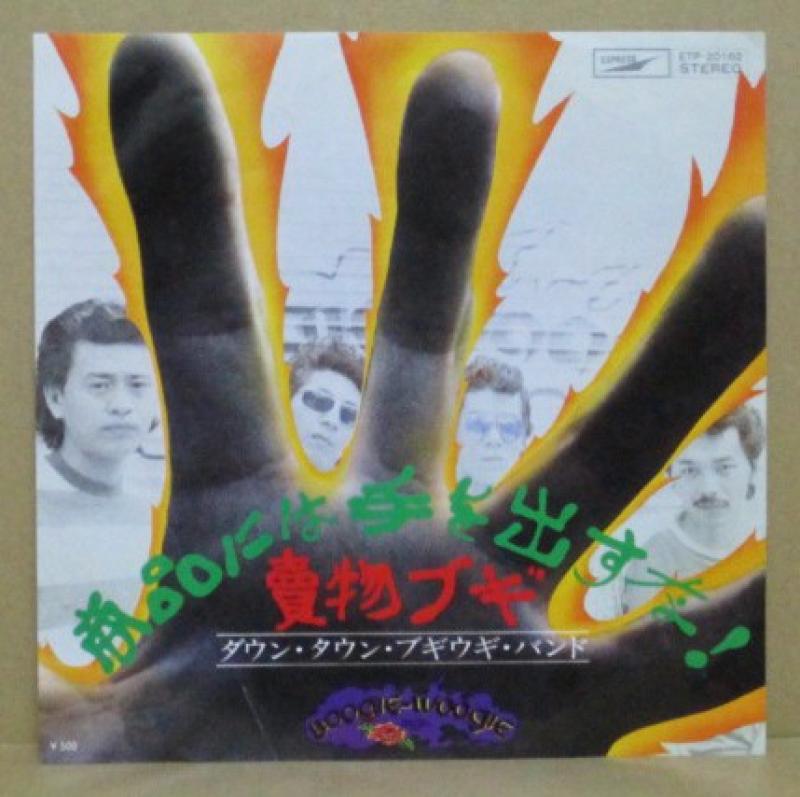 EXPRESS
ETP-20160
STEREO
商品には手を出すな!
賣物ブギ
ダウン・タウン・ブギウギ・バンド
BOOGIE-WOOGIE
¥500